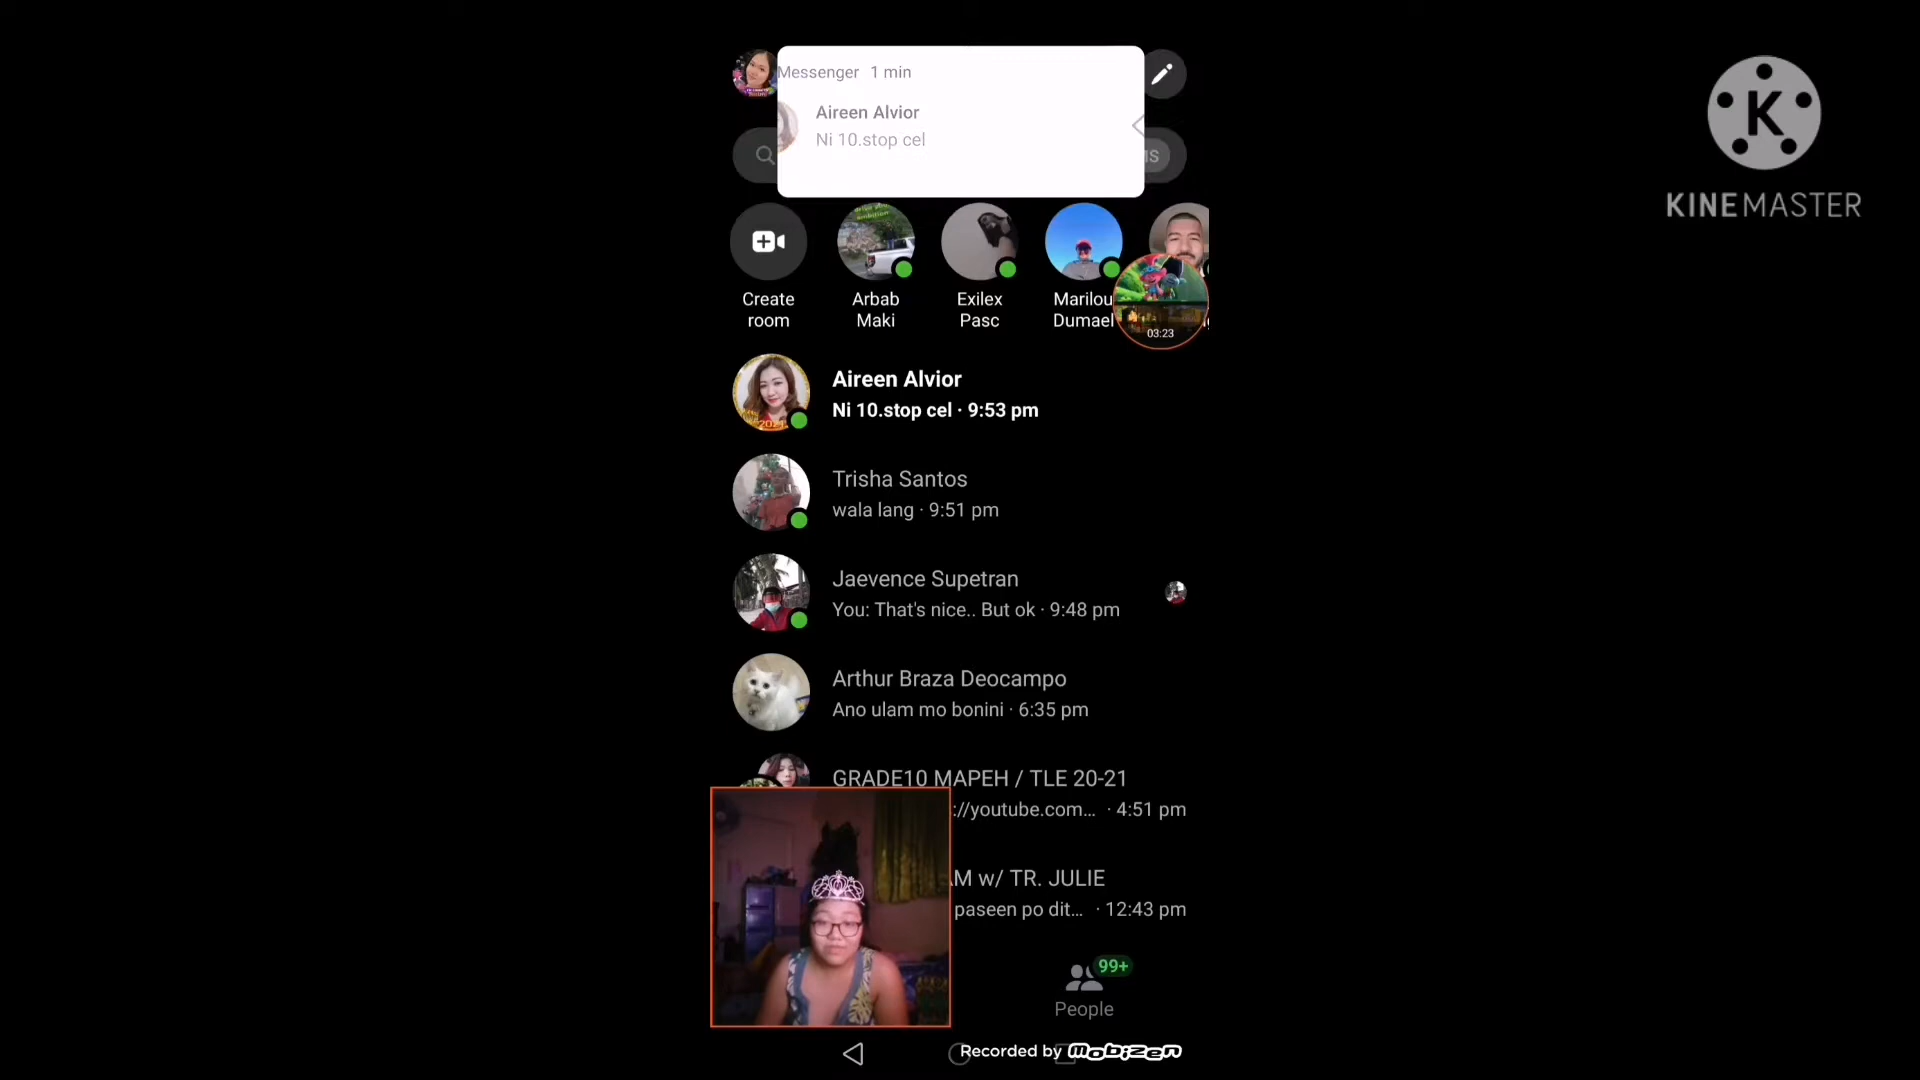 Messenger 1 min
Aireen Alvior
Ni 10.stop cel
KINEMASTER
Create
room
Arbab
Maki
Exilex
Pasc
Marilou
Dumael
03:23
Aireen Alvior
Ni 10.stop cel · 9:53 pm
Trisha Santos
wala lang · 9:51 pm
Jaevence Supetran
You: That's nice.. But ok · 9:48 pm
Arthur Braza Deocampo
Ano ulam mo bonini · 6:35 pm
GRADE10 MAPEH / TLE 20-21
://youtube.com... · 4:51 pm
w/ TR. JULIE
paseen po dit... · 12:43 pm
99+
People
Recorded by Mobizen